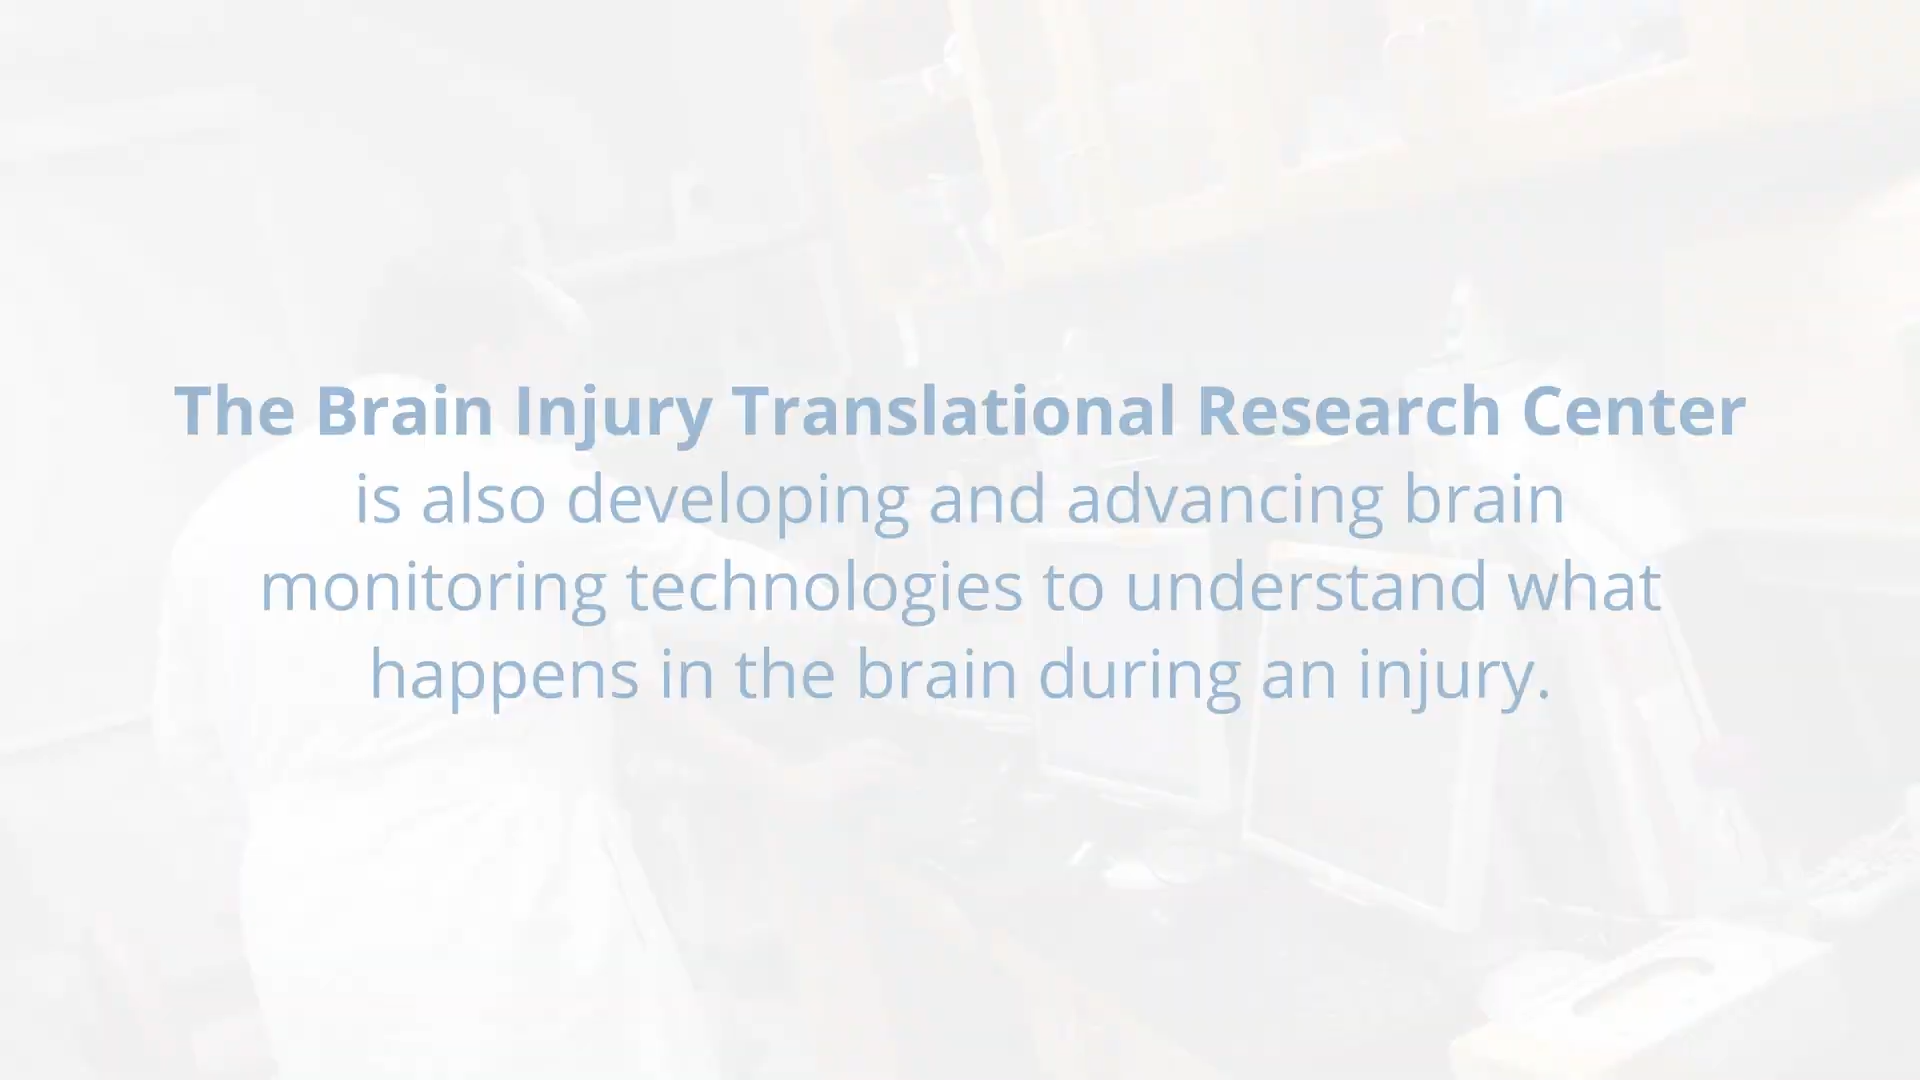 The Brain Injury Translational Research Center
is also developing and advancing brain
monitoring technologies to understand what
happens in the brain during an injury.